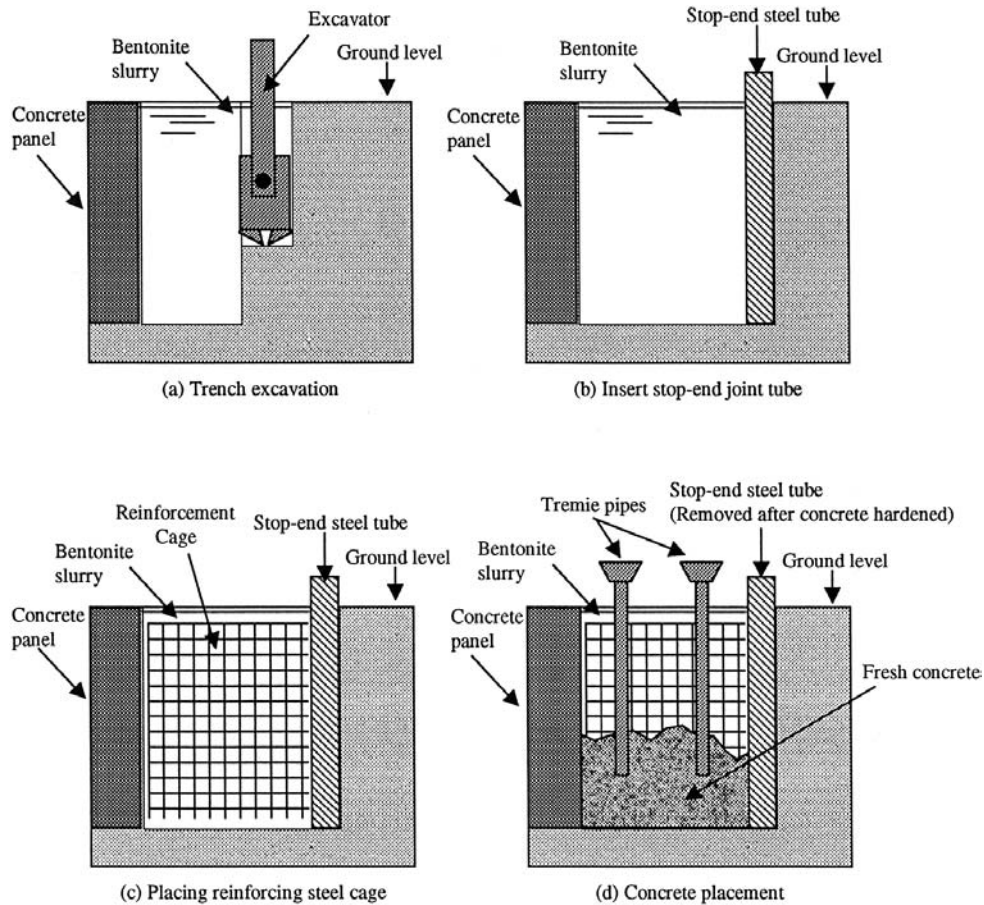 Excavator
Bentonite
slurry
Ground level
Concrete
panel
(a) Trench excavation
Stop-end steel tube
Bentonite
slurry
Ground level
Concrete
panel
(b) Insert stop-end joint tube
Reinforcement
Cage
Stop-end steel tube
Bentonite
slurry
Ground level
Concrete
panel
(c) Placing reinforcing steel cage
Stop-end steel tube
(Removed after concrete hardened)
Tremie pipes
Bentonite
slurry
Ground level
Concrete
panel
Fresh concrete
(d) Concrete placement